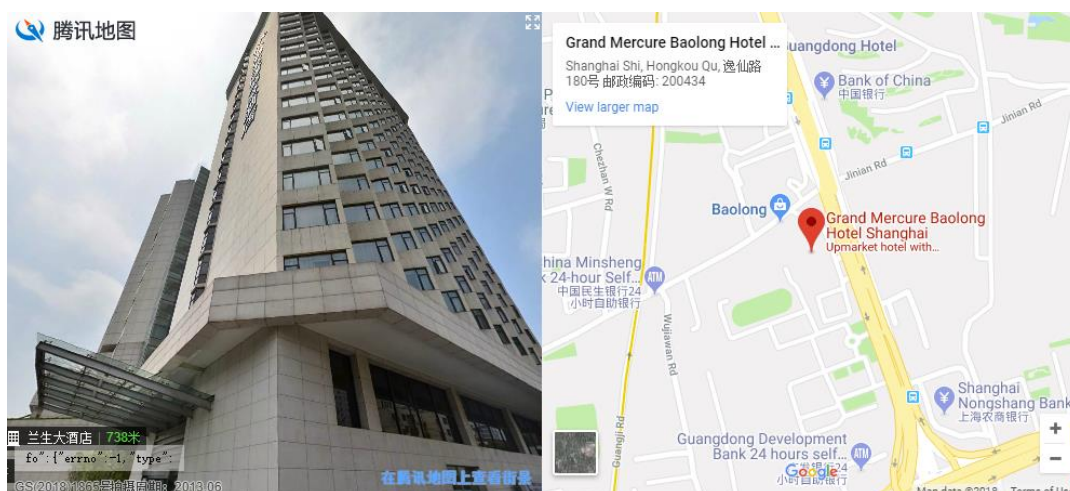 腾讯地图
兰生大酒店 | 738米
fo":{"errno":-1,"type":
在腾讯地图上查看街景
Grand Mercure Baolong Hotel ...
Shanghai Shi, Hongkou Qu, 逸仙路
180号 邮政编码: 200434
View larger map
uangdong Hotel
Bank of China
中国银行
Jinian Rd
Jinian Rd
Chezhan W Rd
Baolong
Grand Mercure Baolong
Hotel Shanghai
Upmarket hotel with...
hina Minsheng
k 24-hour Self...
中国民生银行24
小时自助银行
ATM
Wujiawan Rd
Guangji Rd
Shanghai
Nongshang Bank
上海农商银行
Guangdong Development
Bank 24 hours self...
ATM
Google
+
−